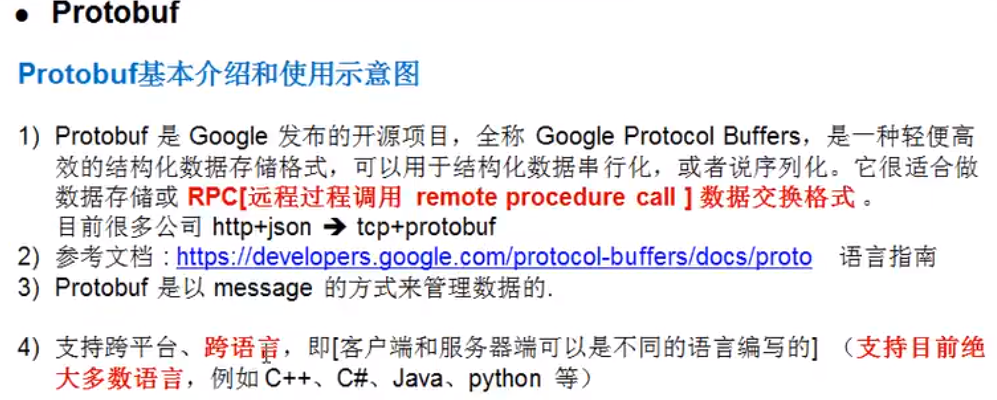 ● Protobuf
Protobuf基本介绍和使用示意图
1) Protobuf 是 Google 发布的开源项目，全称 Google Protocol Buffers，是一种轻便高
效的结构化数据存储格式，可以用于结构化数据串行化，或者说序列化。它很适合做
数据存储或 RPC[远程过程调用 remote procedure call ] 数据交换格式 。
目前很多公司 http+json ➔ tcp+protobuf
2) 参考文档 : https://developers.google.com/protocol-buffers/docs/proto 语言指南
3) Protobuf 是以 message 的方式来管理数据的.
4) 支持跨平台、跨语言，即[客户端和服务器端可以是不同的语言编写的] （支持目前绝
大多数语言，例如 C++、C#、Java、python 等）